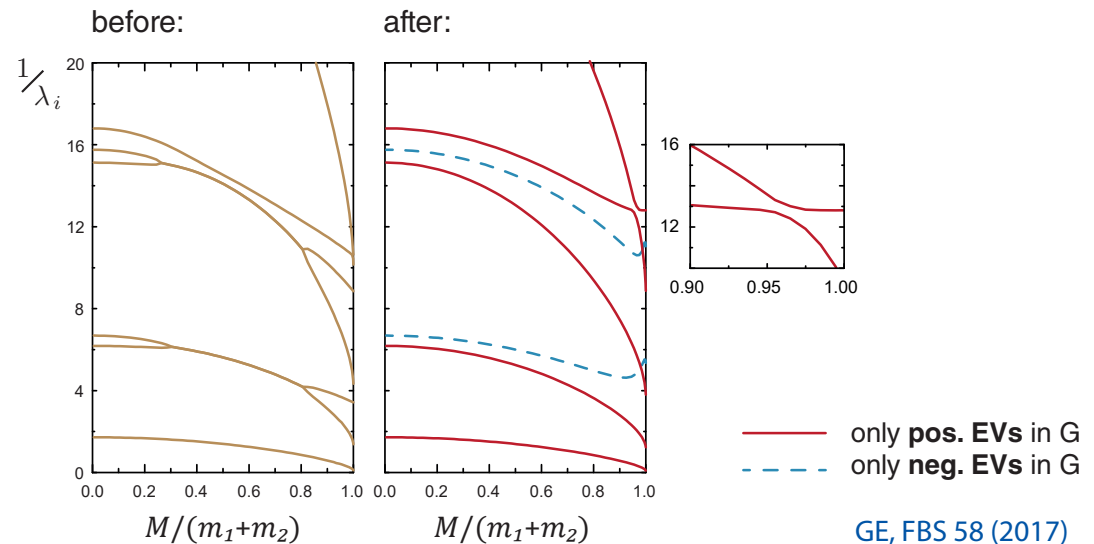 before:
after:
1/λ_i
20
16
12
8
4
0
0.0 0.2 0.4 0.6 0.8 1.0
M/(m₁+m₂)
0.0 0.2 0.4 0.6 0.8 1.0
M/(m₁+m₂)
16
12
0.90 0.95 1.00
only pos. EVs in G
only neg. EVs in G
GE, FBS 58 (2017)